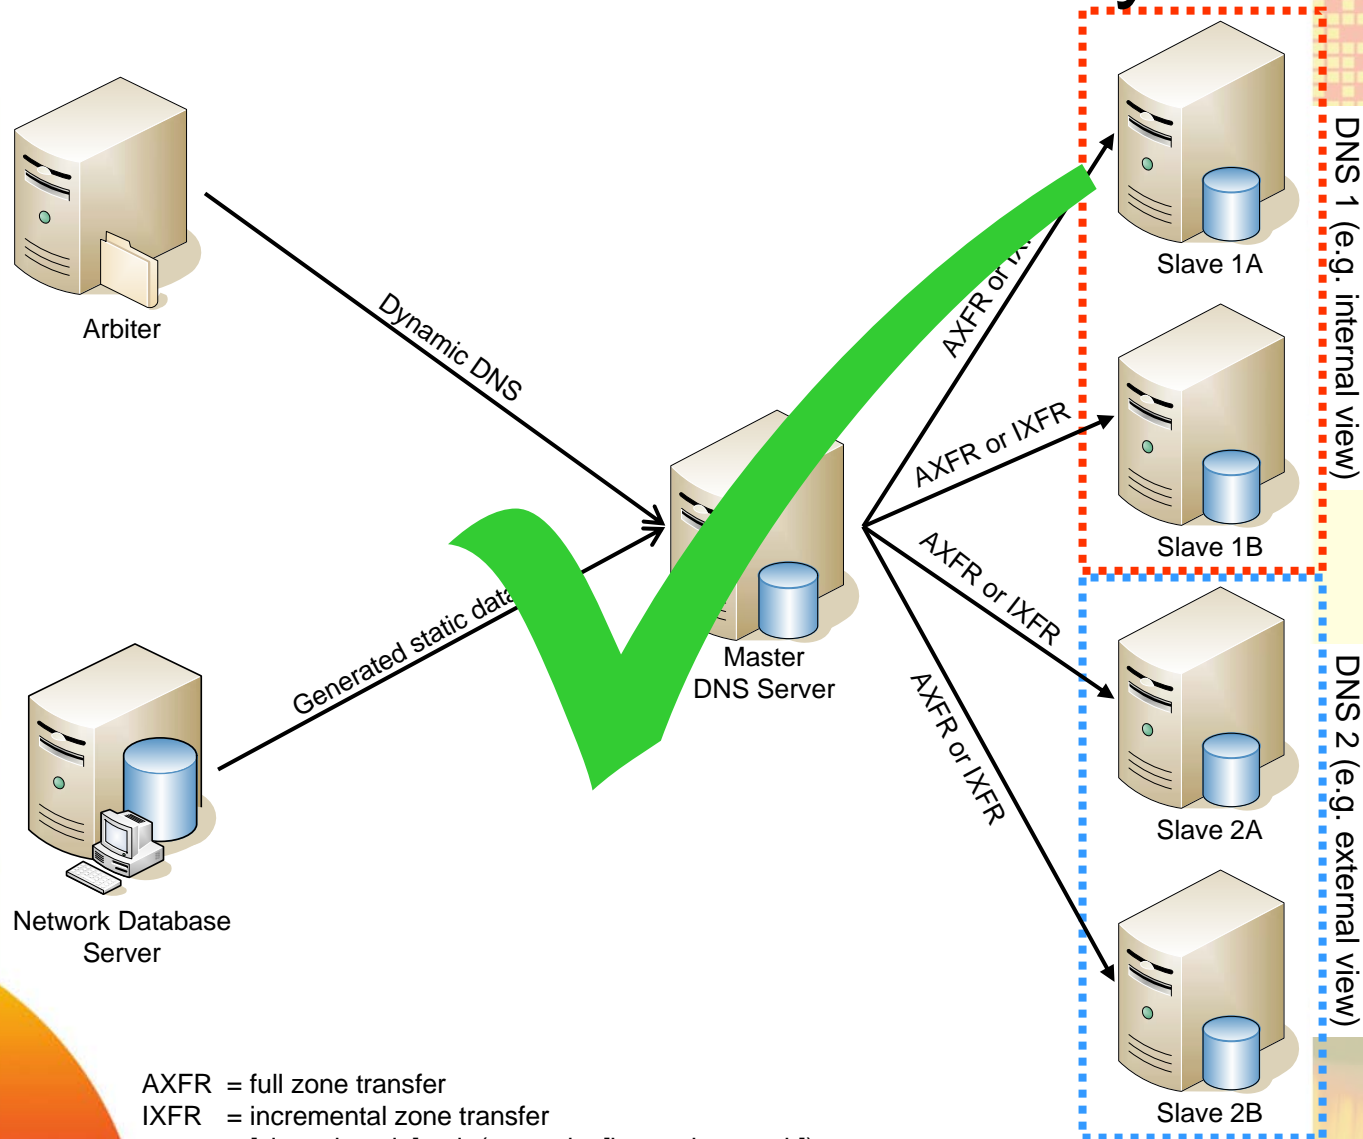 Arbiter
Dynamic DNS
Generated static data
Network Database
Server
Master
DNS Server
AXFR or
AXFR or IXFR
AXFR or IXFR
AXFR or IXFR
Slave 1A
Slave 1B
Slave 2A
Slave 2B
DNS 1 (e.g. internal view)
DNS 2 (e.g. external view)
AXFR = full zone transfer
IXFR = incremental zone transfer